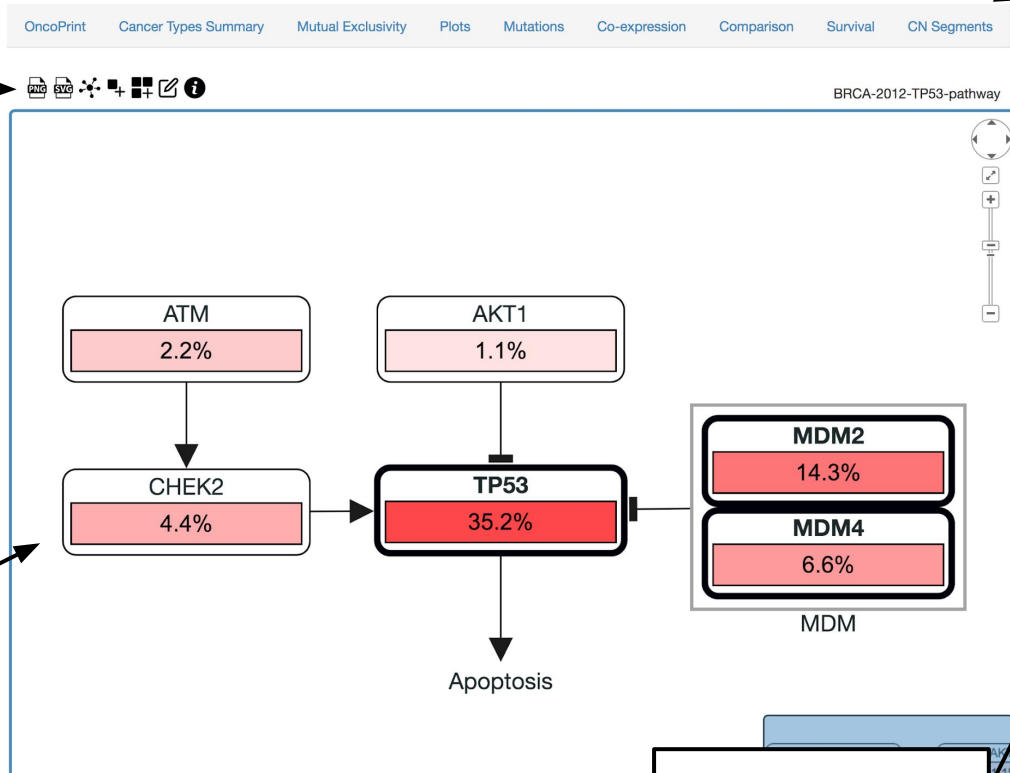 OncoPrint Cancer Types Summary Mutual Exclusivity Plots Mutations Co-expression Comparison Survival CN Segments
PNG SVG i BRCA-2012-TP53-pathway
ATM
2.2%
AKT1
1.1%
MDM2
14.3%
CHEK2
4.4%
TP53
35.2%
MDM4
6.6%
MDM
Apoptosis